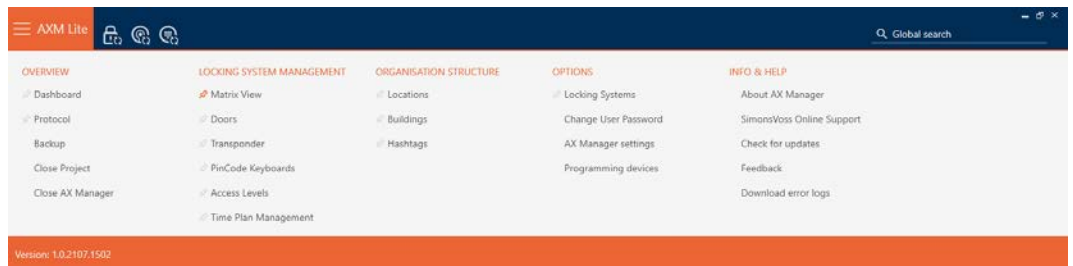 AXM Lite
Global search
OVERVIEW
Dashboard
Protocol
Backup
Close Project
Close AX Manager
LOCKING SYSTEM MANAGEMENT
Matrix View
Doors
Transponder
PinCode Keyboards
Access Levels
Time Plan Management
ORGANISATION STRUCTURE
Locations
Buildings
Hashtags
OPTIONS
Locking Systems
Change User Password
AX Manager settings
Programming devices
INFO & HELP
About AX Manager
SimonsVoss Online Support
Check for updates
Feedback
Download error logs
Version: 1.0.2107.1502